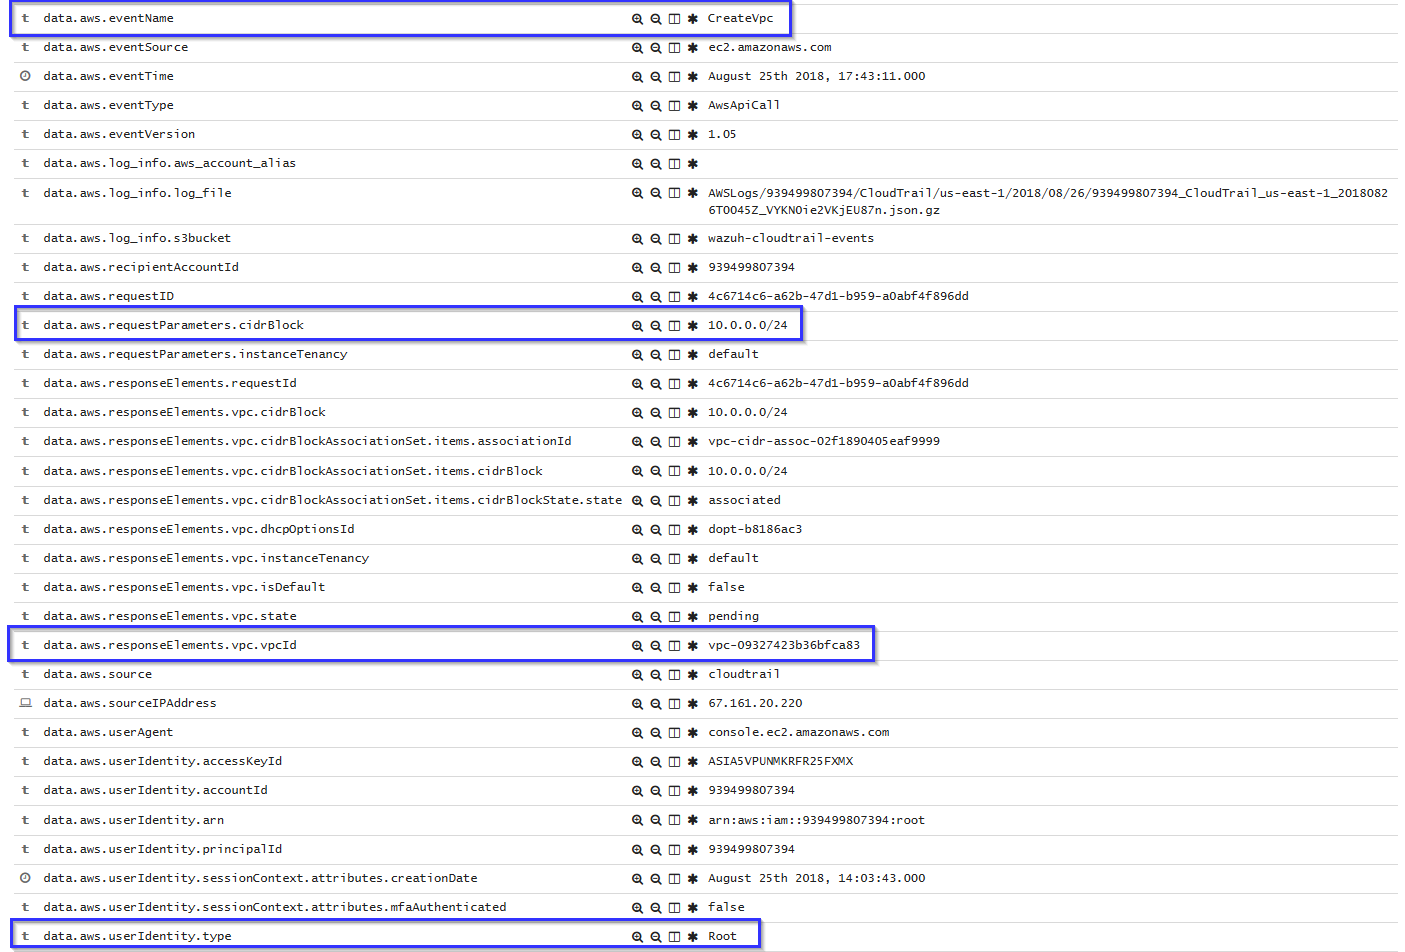 t data.aws.eventName CreateVpc
t data.aws.eventSource ec2.amazonaws.com
data.aws.eventTime August 25th 2018, 17:43:11.000
t data.aws.eventType AwsApiCall
t data.aws.eventVersion 1.05
t data.aws.log_info.aws_account_alias
t data.aws.log_info.log_file AWSLogs/939499807394/CloudTrail/us-east-1/2018/08/26/939499807394_CloudTrail_us-east-1_2018082
6T0045Z_VYKNOie2VKjEU87n.json.gz
t data.aws.log_info.s3bucket wazuh-cloudtrail-events
t data.aws.recipientAccountId 939499807394
t data.aws.requestID 4c6714c6-a62b-47d1-b959-a0abf4f896dd
t data.aws.requestParameters.cidrBlock 10.0.0.0/24
t data.aws.requestParameters.instanceTenancy default
t data.aws.responseElements.requestId 4c6714c6-a62b-47d1-b959-a0abf4f896dd
t data.aws.responseElements.vpc.cidrBlock 10.0.0.0/24
t data.aws.responseElements.vpc.cidrBlockAssociationSet.items.associationId vpc-cidr-assoc-02f1890405eaf9999
t data.aws.responseElements.vpc.cidrBlockAssociationSet.items.cidrBlock 10.0.0.0/24
t data.aws.responseElements.vpc.cidrBlockAssociationSet.items.cidrBlockState.state associated
t data.aws.responseElements.vpc.dhcpOptionsId dopt-b8186ac3
t data.aws.responseElements.vpc.instanceTenancy default
t data.aws.responseElements.vpc.isDefault false
t data.aws.responseElements.vpc.state pending
t data.aws.responseElements.vpc.vpcId vpc-09327423b36bfca83
t data.aws.source cloudtrail
data.aws.sourceIPAddress 67.161.20.220
t data.aws.userAgent console.ec2.amazonaws.com
t data.aws.userIdentity.accessKeyId ASIA5VPUNMKRFR25FXMX
t data.aws.userIdentity.accountId 939499807394
t data.aws.userIdentity.arn arn:aws:iam::939499807394:root
t data.aws.userIdentity.principalId 939499807394
data.aws.userIdentity.sessionContext.attributes.creationDate August 25th 2018, 14:03:43.000
t data.aws.userIdentity.sessionContext.attributes.mfaAuthenticated false
t data.aws.userIdentity.type Root